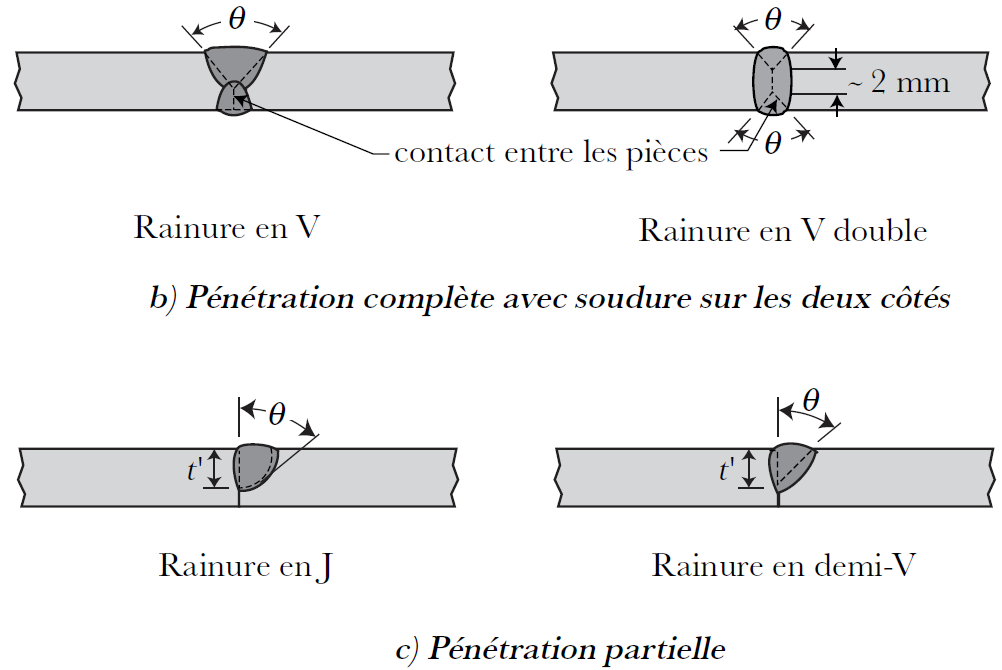 θ
θ
~ 2 mm
contact entre les pièces
θ
Rainure en V
Rainure en V double
b) Pénétration complète avec soudure sur les deux côtés
θ
θ
t'
t'
Rainure en J
Rainure en demi-V
c) Pénétration partielle